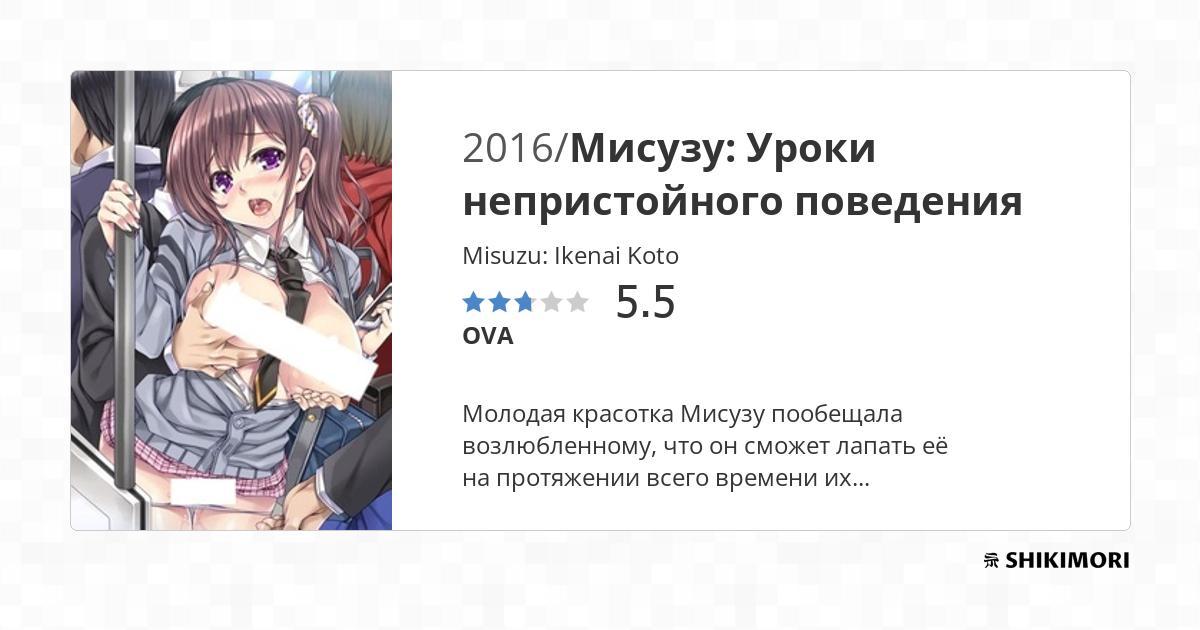 2016/Мисузу: Уроки
непристойного поведения
Misuzu: Ikenai Koto
5.5
OVA
Молодая красотка Мисузу пообещала
возлюбленному, что он сможет лапать её
на протяжении всего времени их...
SHIKIMORI